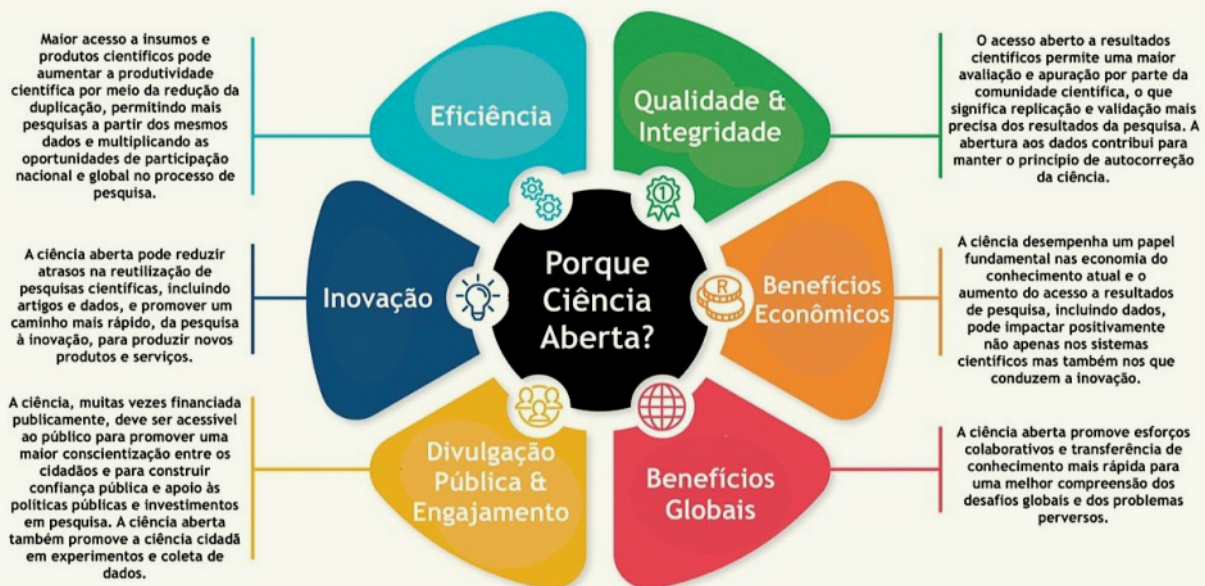 Maior acesso a insumos e
produtos científicos pode
aumentar a produtividade
científica por meio da redução da
duplicação, permitindo mais
pesquisas a partir dos mesmos
dados e multiplicando as
oportunidades de participação
nacional e global no processo de
pesquisa.
Eficiência
Qualidade &
Integridade
O acesso aberto a resultados
científicos permite uma maior
avaliação e apuração por parte da
comunidade científica, o que
significa replicação e validação mais
precisa dos resultados da pesquisa. A
abertura aos dados contribui para
manter o princípio de autocorreção
da ciência.
A ciência aberta pode reduzir
atrasos na reutilização de
pesquisas científicas, incluindo
artigos e dados, e promover um
caminho mais rápido, da pesquisa
à inovação, para produzir novos
produtos e serviços.
Inovação
1
Porque
Ciência
Aberta?
R
Benefícios
Econômicos
A ciência desempenha um papel
fundamental nas economia do
conhecimento atual e o
aumento do acesso a resultados
de pesquisa, incluindo dados,
pode impactar positivamente
não apenas nos sistemas
científicos mas também nos que
conduzem a inovação.
A ciência, muitas vezes financiada
publicamente, deve ser acessível
ao público para promover uma
maior conscientização entre os
cidadãos e para construir
confiança pública e apoio às
políticas públicas e investimentos
em pesquisa. A ciência aberta
também promove a ciência cidadã
em experimentos e coleta de
dados.
Divulgação
Pública &
Engajamento
Benefícios
Globais
A ciência aberta promove esforços
colaborativos e transferência de
conhecimento mais rápida para
uma melhor compreensão dos
desafios globais e dos problemas
perversos.